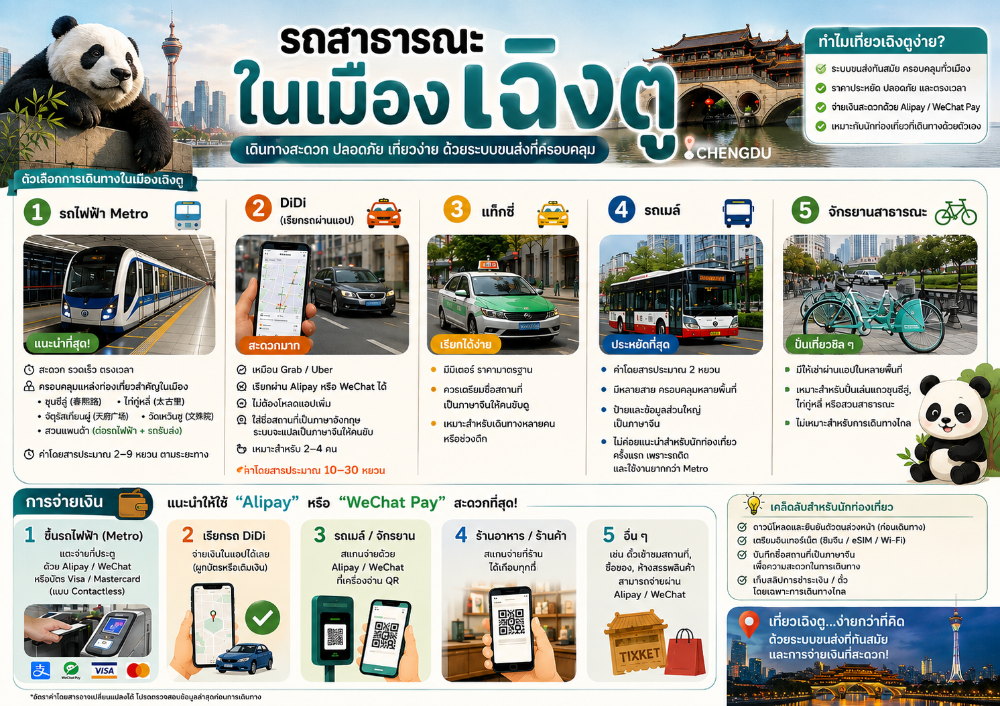 รถสาธารณะ
ในเมืองเฉิงตู
เดินทางสะดวก ปลอดภัย เที่ยวง่าย ด้วยระบบขนส่งที่ครอบคลุม
CHENGDU
ทำไมเที่ยวเฉิงตูง่าย?
ระบบขนส่งทันสมัย ครอบคลุมทั่วเมือง
ราคาประหยัด ปลอดภัย และตรงเวลา
จ่ายเงินสะดวกด้วย Alipay / WeChat Pay
เหมาะกับนักท่องเที่ยวที่เดินทางด้วยตัวเอง
ตัวเลือกการเดินทางในเมืองเฉิงตู
1 รถไฟฟ้า Metro
แนะนำที่สุด!
สะดวก รวดเร็ว ตรงเวลา
ครอบคลุมแหล่งท่องเที่ยวสำคัญในเมือง
• ชุนซีลู่ (春熙路) • ไท่กู่หลี่ (太古里)
• จัตุรัสเทียนฝู่ (天府广场) • วัดเหวินซู (文殊院)
• สวนแพนด้า (ต่อรถไฟฟ้า + รถรับส่ง)
ค่าโดยสารประมาณ 2–9 หยวน ตามระยะทาง
2 DiDi
(เรียกรถผ่านแอป)
สะดวกมาก
เหมือน Grab / Uber
เรียกผ่าน Alipay หรือ WeChat ได้
ไม่ต้องโหลดแอปเพิ่ม
ใส่ชื่อสถานที่เป็นภาษาอังกฤษ
ระบบจะแปลเป็นภาษาจีนให้คนขับ
เหมาะสำหรับ 2–4 คน
ค่าโดยสารประมาณ 10–30 หยวน
3 แท็กซี่
เรียกได้ง่าย
• มีมิเตอร์ ราคามาตรฐาน
• ควรเตรียมชื่อสถานที่
เป็นภาษาจีนให้คนขับดู
• เหมาะสำหรับเดินทางหลายคน
หรือช่วงดึก
4 รถเมล์
ประหยัดที่สุด
• ค่าโดยสารประมาณ 2 หยวน
• มีหลายสาย ครอบคลุมหลายพื้นที่
• ป้ายและข้อมูลส่วนใหญ่
เป็นภาษาจีน
• ไม่ค่อยแนะนำสำหรับนักท่องเที่ยว
ครั้งแรก เพราะรถติด
และใช้งานยากกว่า Metro
5 จักรยานสาธารณะ
ปั่นเที่ยวชิล ๆ
มีให้เช่าผ่านแอปในหลายพื้นที่
เหมาะสำหรับปั่นเล่นแถวชุนซีลู่,
ไท่กู่หลี่ หรือสวนสาธารณะ
ไม่เหมาะสำหรับการเดินทางไกล
การจ่ายเงิน
แนะนำให้ใช้ “Alipay” หรือ “WeChat Pay” สะดวกที่สุด!
1 ขึ้นรถไฟฟ้า (Metro)
แตะจ่ายที่ประตู
ด้วย Alipay / WeChat
หรือบัตร Visa / Mastercard
(แบบ Contactless)
支
WeChat Pay
VISA
2 เรียกรถ DiDi
จ่ายเงินในแอปได้เลย
(ผูกบัตรหรือเติมเงิน)
3 รถเมล์ / จักรยาน
สแกนจ่ายด้วย
Alipay / WeChat
ที่เครื่องอ่าน QR
4 ร้านอาหาร / ร้านค้า
สแกนจ่ายที่ร้าน
ได้เกือบทุกที่
5 อื่น ๆ
เช่น ตั๋วเข้าชมสถานที่,
ซื้อของ, ห้างสรรพสินค้า
สามารถจ่ายผ่าน
Alipay / WeChat
TIXKET
เคล็ดลับสำหรับนักท่องเที่ยว
ดาวน์โหลดและยืนยันตัวตนล่วงหน้า (ก่อนเดินทาง)
เตรียมอินเทอร์เน็ต (ซิมจีน / eSIM / Wi-Fi)
บันทึกชื่อสถานที่เป็นภาษาจีน
เพื่อความสะดวกในการเดินทาง
เก็บสลิปการชำระเงิน / ตั๋ว
โดยเฉพาะการเดินทางไกล
เที่ยวเฉิงตู...ง่ายกว่าที่คิด
ด้วยระบบขนส่งที่ทันสมัย
และการจ่ายเงินที่สะดวก!
*อัตราค่าโดยสารอาจเปลี่ยนแปลงได้ โปรดตรวจสอบข้อมูลล่าสุดก่อนการเดินทาง